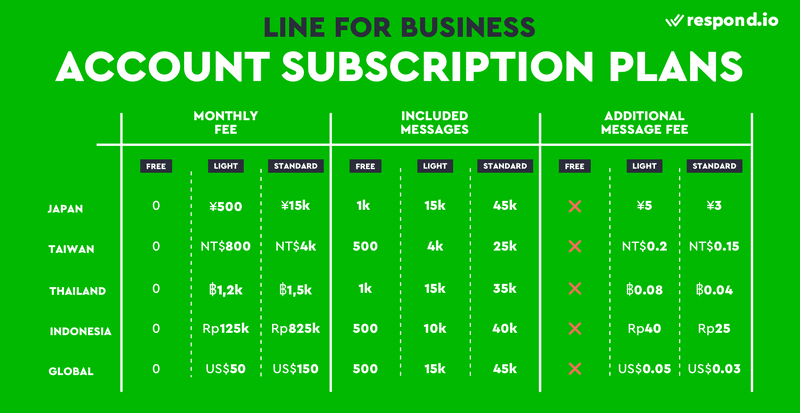 LINE FOR BUSINESS
respond.io
ACCOUNT SUBSCRIPTION PLANS
MONTHLY
FEE
INCLUDED
MESSAGES
ADDITIONAL
MESSAGE FEE
FREE LIGHT STANDARD FREE LIGHT STANDARD FREE LIGHT STANDARD
JAPAN 0 ¥500 ¥15k 1k 15k 45k ¥5 ¥3
TAIWAN 0 NT$800 NT$4k 500 4k 25k NT$0.2 NT$0.15
THAILAND 0 ฿1,2k ฿1,5k 1k 15k 35k ฿0.08 ฿0.04
INDONESIA 0 Rp125k Rp825k 500 10k 40k Rp40 Rp25
GLOBAL 0 US$50 US$150 500 15k 45k US$0.05 US$0.03